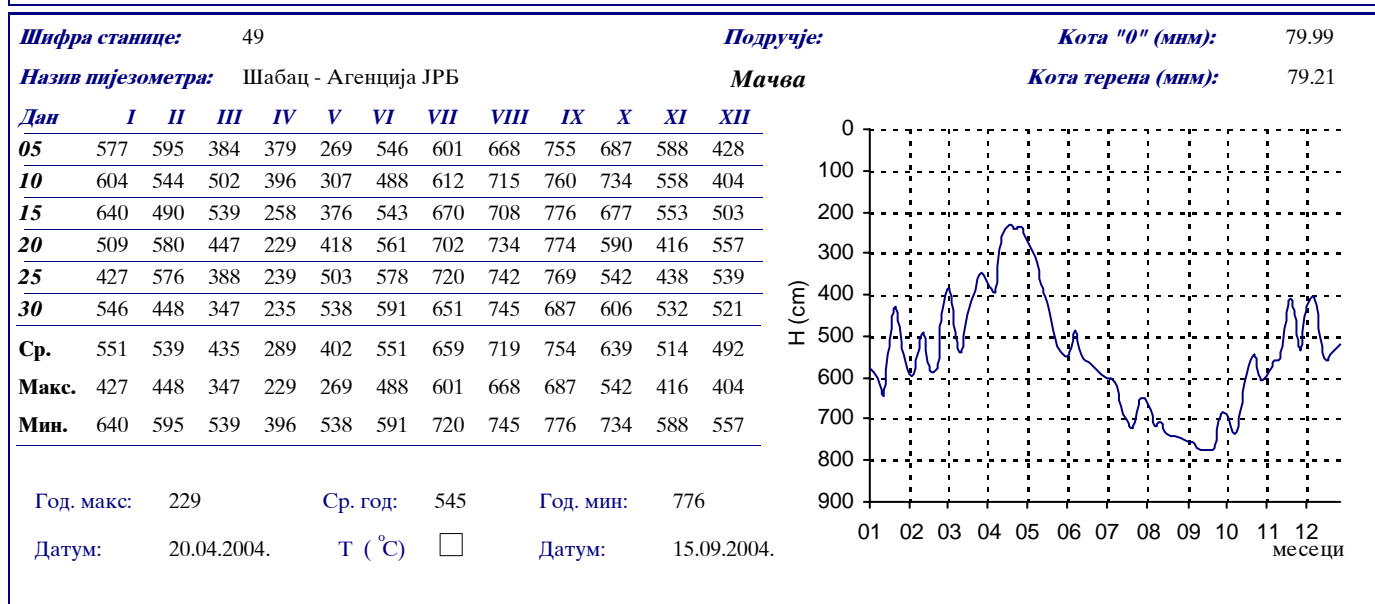 Шифра станице: 49 Подручје: Кота "0" (мнм): 79.99
Назив пијезометра: Шабац - Агенција ЈРБ Мачва Кота терена (мнм): 79.21
Дан I II III IV V VI VII VIII IX X XI XII
05 577 595 384 379 269 546 601 668 755 687 588 428
10 604 544 502 396 307 488 612 715 760 734 558 404
15 640 490 539 258 376 543 670 708 776 677 553 503
20 509 580 447 229 418 561 702 734 774 590 416 557
25 427 576 388 239 503 578 720 742 769 542 438 539
30 546 448 347 235 538 591 651 745 687 606 532 521
Ср. 551 539 435 289 402 551 659 719 754 639 514 492
Макс. 427 448 347 229 269 488 601 668 687 542 416 404
Мин. 640 595 539 396 538 591 720 745 776 734 588 557
Год. макс: 229 Ср. год: 545 Год. мин: 776
Датум: 20.04.2004. Т ( °C) Датум: 15.09.2004.
0
100
200
300
400
500
600
700
800
900
H (cm)
01 02 03 04 05 06 07 08 09 10 11 12
месеци